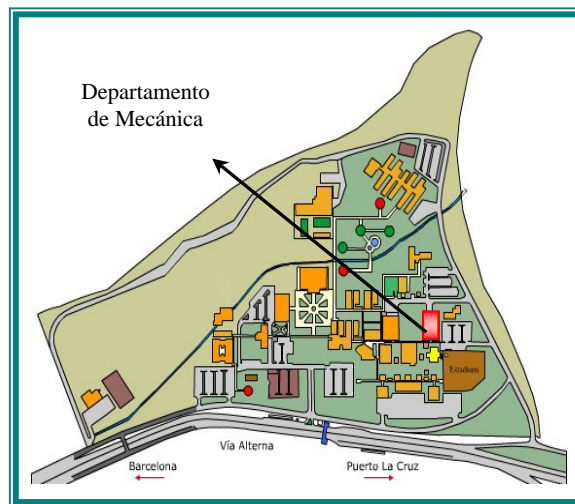 Departamento
de Mecánica
Estadium
Vía Alterna
Barcelona
Puerto La Cruz